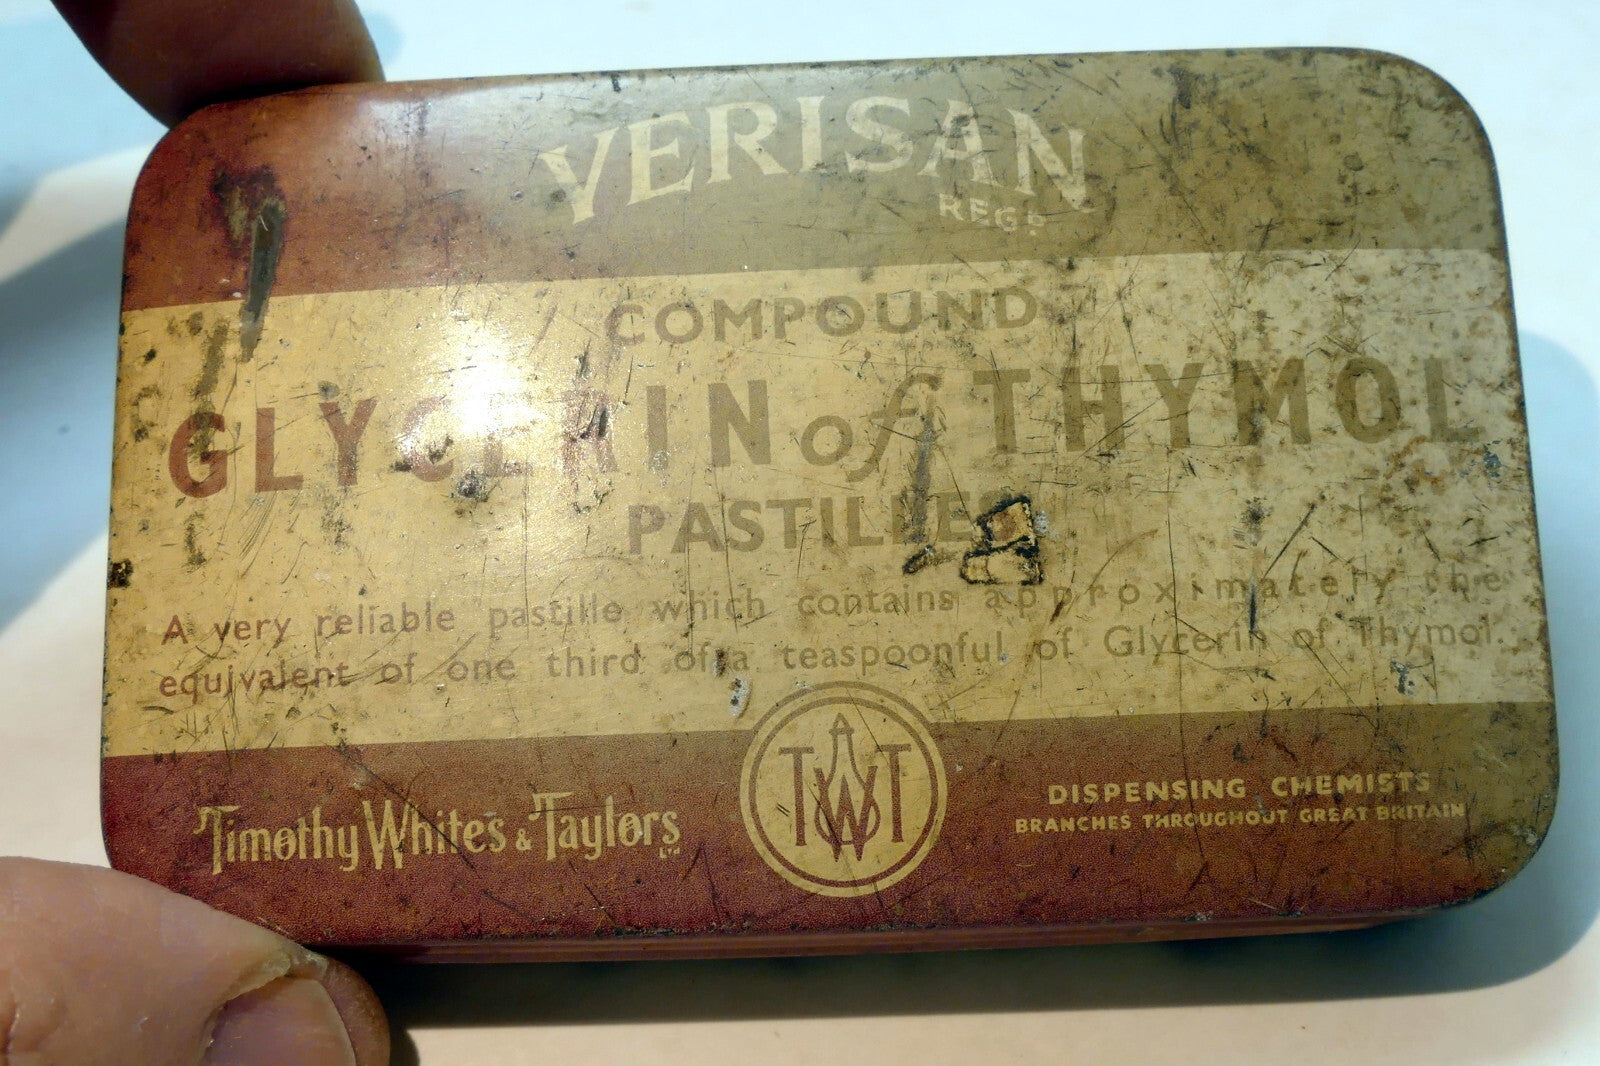 VERISAN
REGD
COMPOUND
GLYCERIN of THYMOL
PASTILLES
A very reliable pastille which contains approximately the
equivalent of one third of a teaspoonful of Glycerin of Thymol.
Timothy Whites & Taylors LTD
TWT
DISPENSING CHEMISTS
BRANCHES THROUGHOUT GREAT BRITAIN